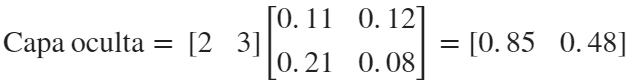 Capa oculta = [2 3] [0.11 0.12
0.21 0.08] = [0.85 0.48]